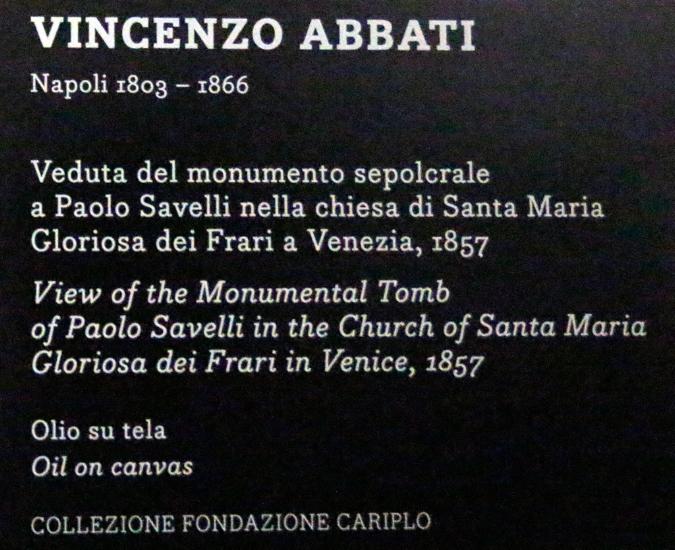 VINCENZO ABBATI
Napoli 1803 – 1866
Veduta del monumento sepolcrale
a Paolo Savelli nella chiesa di Santa Maria
Gloriosa dei Frari a Venezia, 1857
View of the Monumental Tomb
of Paolo Savelli in the Church of Santa Maria
Gloriosa dei Frari in Venice, 1857
Olio su tela
Oil on canvas
COLLEZIONE FONDAZIONE CARIPLO